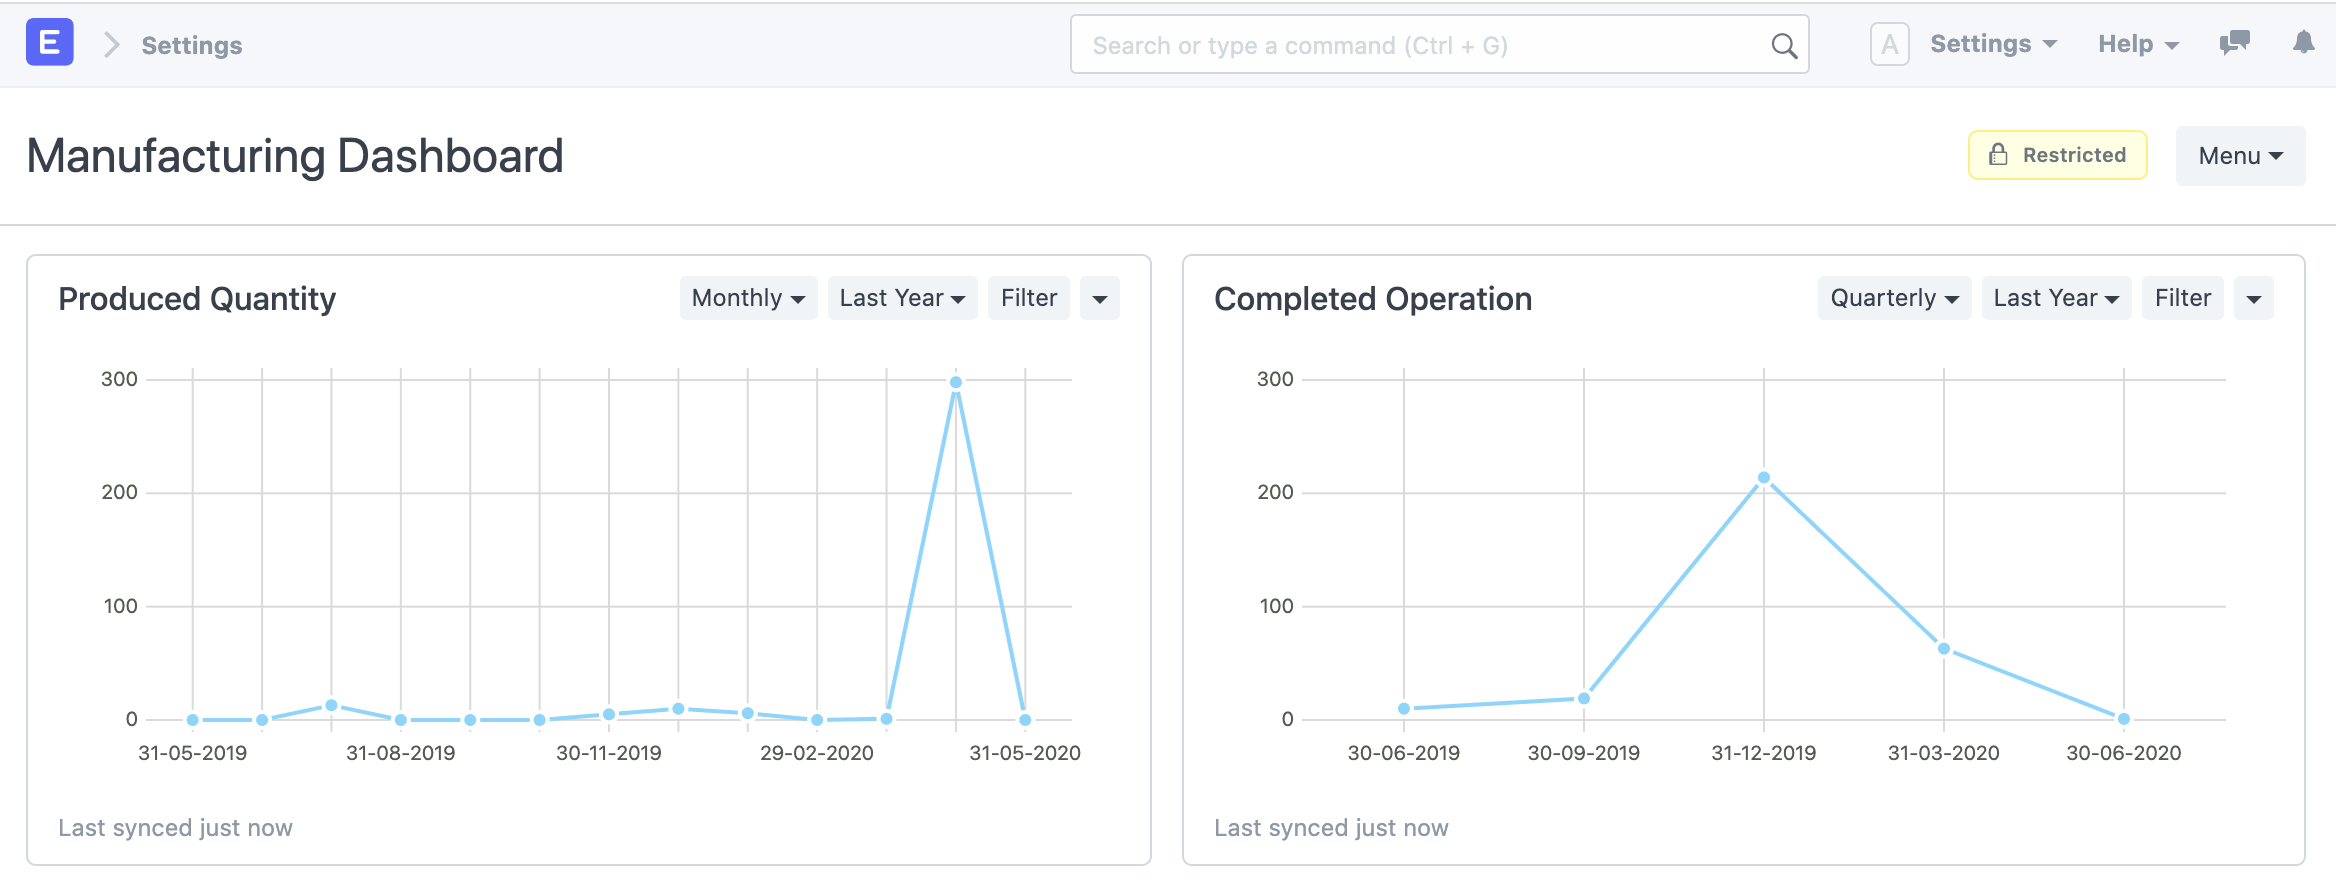 E Settings Search or type a command (Ctrl + G) A Settings Help
Manufacturing Dashboard Restricted Menu
Produced Quantity Monthly Last Year Filter
300
200
100
0
31-05-2019 31-08-2019 30-11-2019 29-02-2020 31-05-2020
Last synced just now
Completed Operation Quarterly Last Year Filter
300
200
100
0
30-06-2019 30-09-2019 31-12-2019 31-03-2020 30-06-2020
Last synced just now